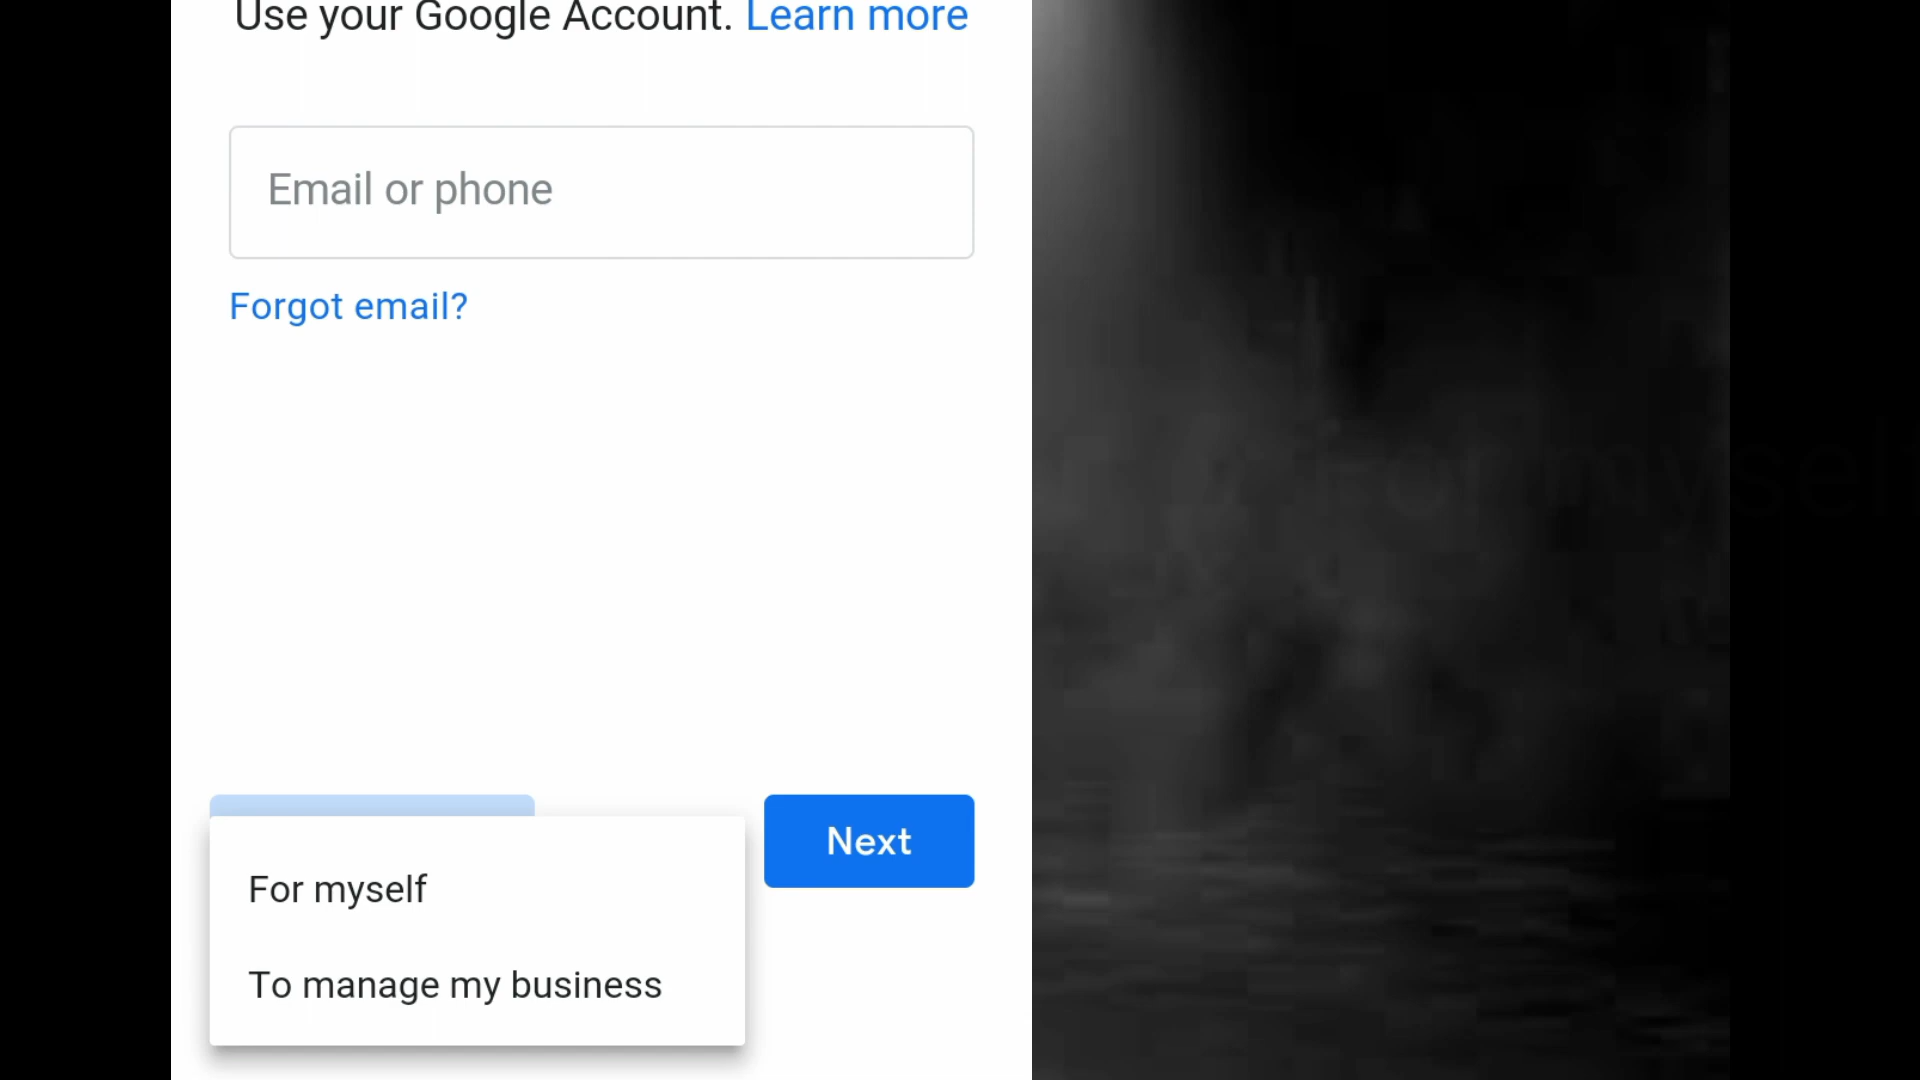 Use your Google Account. Learn more
Email or phone
Forgot email?
Next
For myself
To manage my business